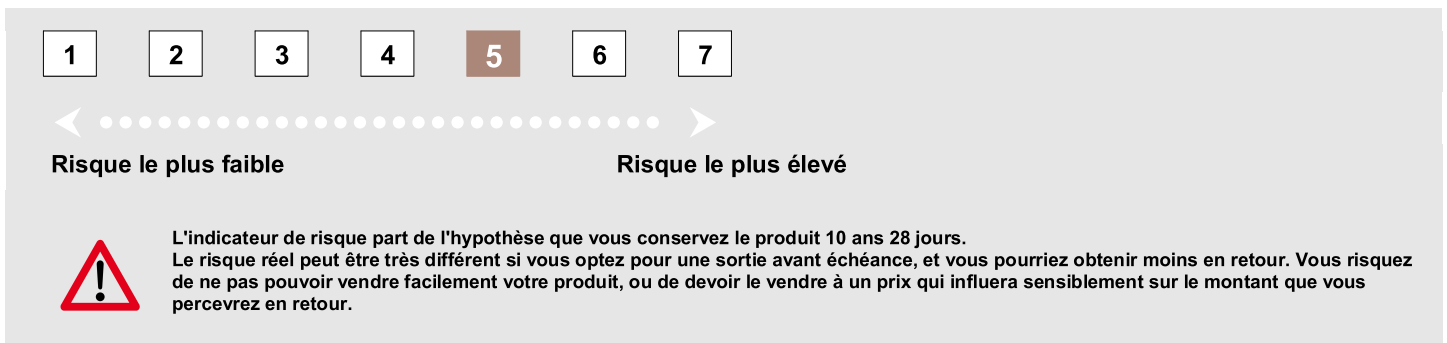 1 2 3 4 5 6 7
Risque le plus faible Risque le plus élevé
L'indicateur de risque part de l'hypothèse que vous conservez le produit 10 ans 28 jours.
Le risque réel peut être très différent si vous optez pour une sortie avant échéance, et vous pourriez obtenir moins en retour. Vous risquez
de ne pas pouvoir vendre facilement votre produit, ou de devoir le vendre à un prix qui influera sensiblement sur le montant que vous
percevrez en retour.